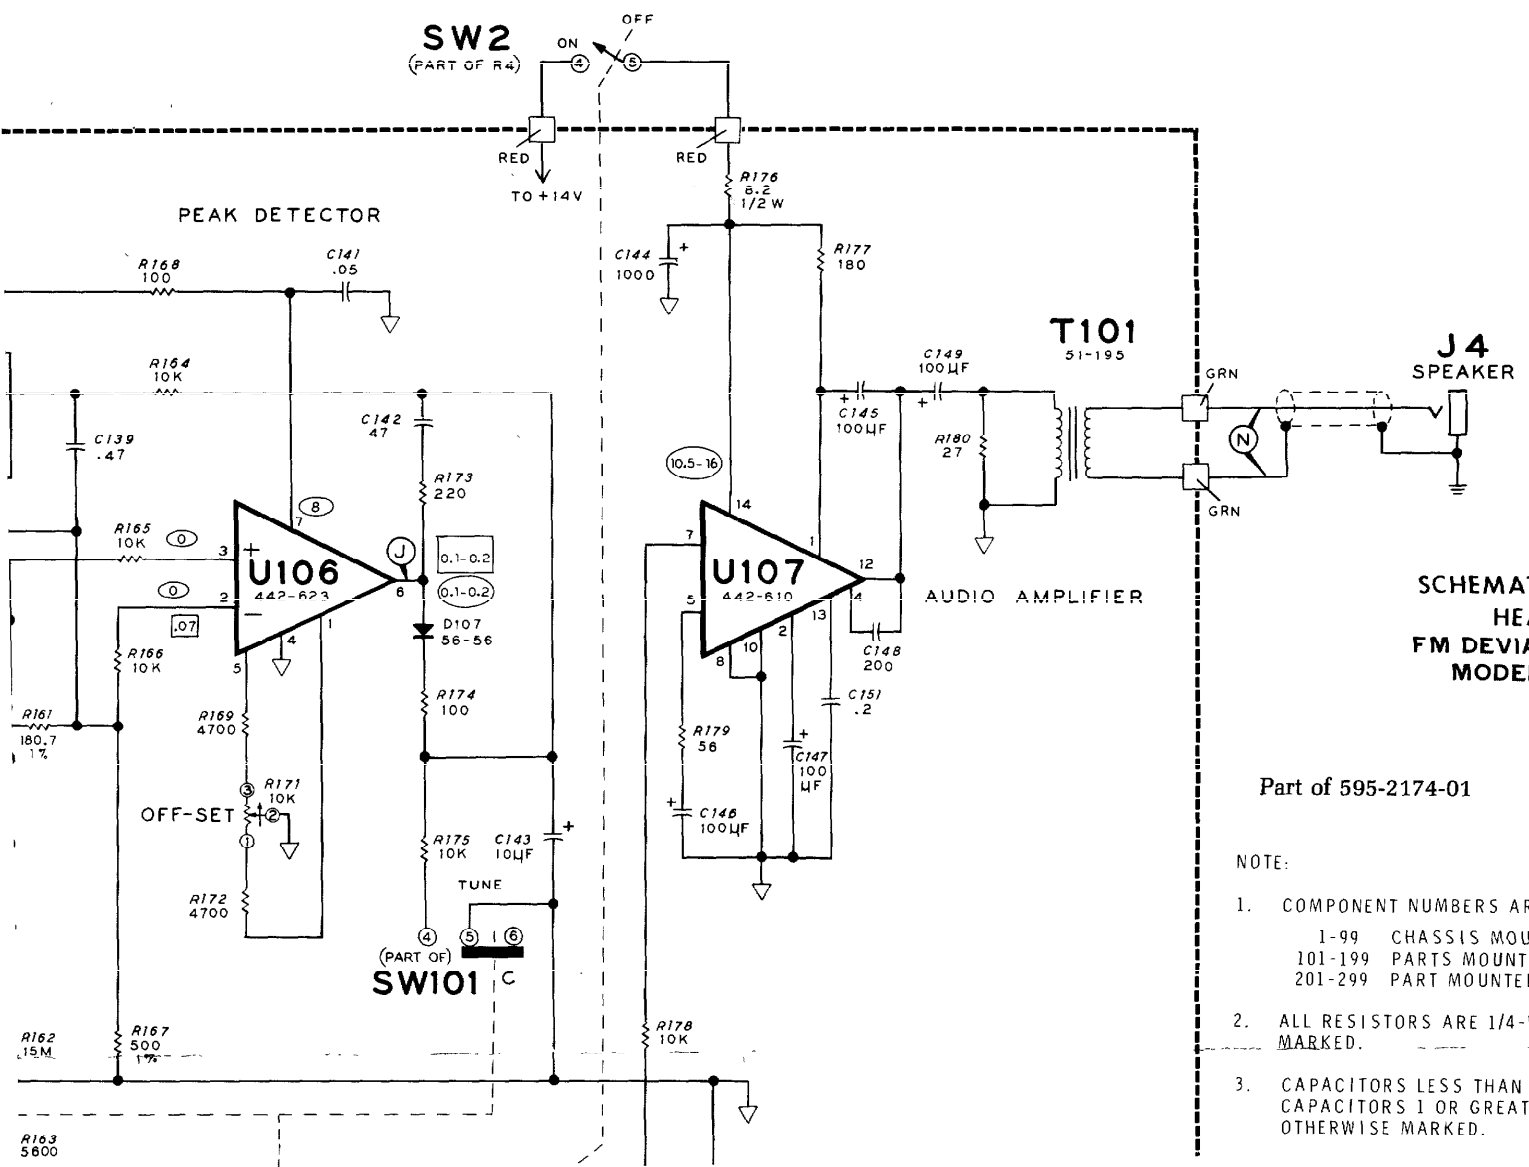 SW2
(PART OF R4)
ON
OFF
4
5
RED
TO +14V
RED
R176
8.2
1/2 W
PEAK DETECTOR
R168
100
C141
.05
C144
1000
+
R177
180
R164
10K
C139
.47
C142
47
R173
220
R165
10K
0
0
.07
8
7
3
+
2
−
U106
442-623
6
J
0.1-0.2
0.1-0.2
1
4
5
D107
56-56
R166
10K
R161
180.7
1%
R169
4700
R174
100
R171
10K
OFF-SET
3
2
1
R172
4700
R175
10K
C143
10µF
+
TUNE
4
5
6
(PART OF)
SW101
C
R162
.15M
R167
500
1%
R163
5600
10.5-16
14
7
1
U107
442-610
12
5
8
10
2
13
4
C149
100µF
+
C145
100µF
+
R180
27
T101
51-195
GRN
GRN
N
J4
SPEAKER
AUDIO AMPLIFIER
C148
200
C151
.2
R179
56
C147
100
µF
+
C146
100µF
+
R178
10K
SCHEMAT
HEA
FM DEVIA
MODEL
Part of 595-2174-01
NOTE:
1. COMPONENT NUMBERS AR
1-99 CHASSIS MOU
101-199 PARTS MOUNT
201-299 PART MOUNTE
2. ALL RESISTORS ARE 1/4-
MARKED.
3. CAPACITORS LESS THAN
CAPACITORS 1 OR GREAT
OTHERWISE MARKED.